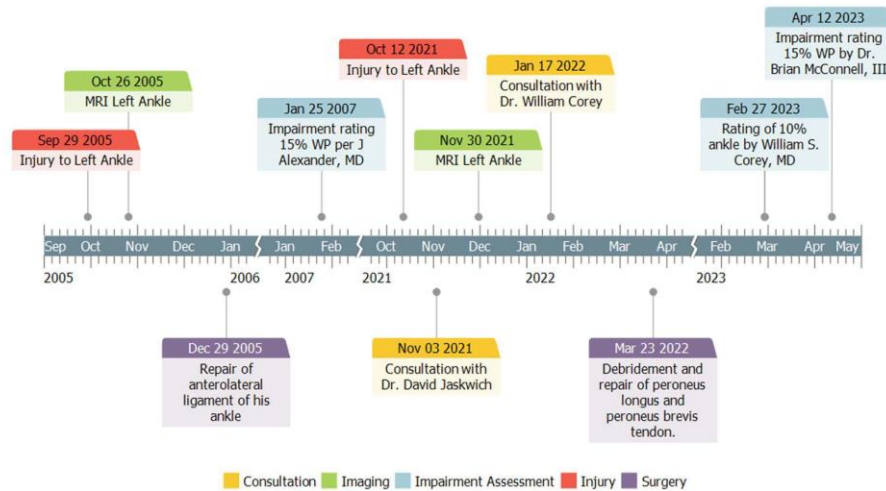 Apr 12 2023
Impairment rating
15% WP by Dr.
Brian McConnell, III
Oct 12 2021
Injury to Left Ankle
Jan 17 2022
Consultation with
Dr. William Corey
Oct 26 2005
MRI Left Ankle
Jan 25 2007
Impairment rating
15% WP per J
Alexander, MD
Feb 27 2023
Rating of 10%
ankle by William S.
Corey, MD
Sep 29 2005
Injury to Left Ankle
Nov 30 2021
MRI Left Ankle
Sep Oct Nov Dec Jan Jan Feb Oct Nov Dec Jan Feb Mar Apr Feb Mar Apr May
2005 2006 2007 2021 2022 2023
Dec 29 2005
Repair of
anterolateral
ligament of his
ankle
Nov 03 2021
Consultation with
Dr. David Jaskwich
Mar 23 2022
Debridement and
repair of peroneus
longus and
peroneus brevis
tendon.
Consultation Imaging Impairment Assessment Injury Surgery